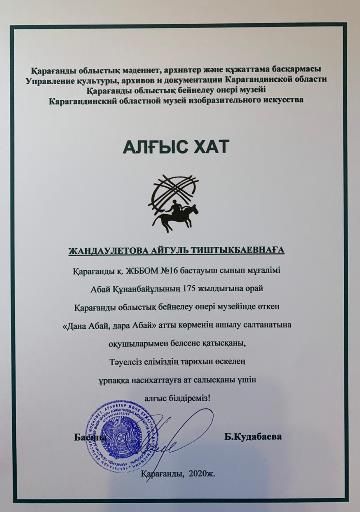 Қарағанды облыстық мәдениет, архивтер және құжаттама басқармасы
Управление культуры, архивов и документации Карагандинской области
Қарағанды облыстық бейнелеу өнері музейі
Карагандинский областной музей изобразительного искусства
АЛҒЫС ХАТ
ЖАНДАУЛЕТОВА АЙГУЛЬ ТИШТЫКБАЕВНАҒА
Қарағанды қ. ЖББОМ №16 бастауыш сынып мұғалімі
Абай Құнанбайұлының 175 жылдығына орай
Қарағанды облыстық бейнелеу өнері музейінде өткен
«Дана Абай, дара Абай» атты көрменің ашылу салтанатына
оқушыларымен белсене қатысқаны,
Тәуелсіз еліміздің тарихын өскелең
ұрпаққа насихаттауға ат салысқаны үшін
алғыс білдіреміз!
Б.Кудабаева
Қарағанды, 2020ж.